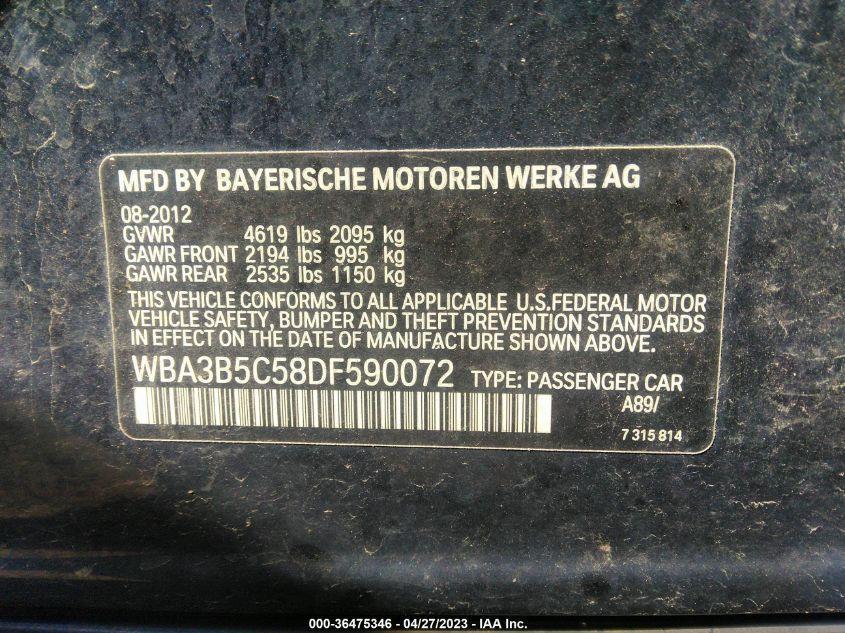 MFD BY BAYERISCHE MOTOREN WERKE AG
08-2012
GVWR 4619 lbs 2095 kg
GAWR FRONT 2194 lbs 995 kg
GAWR REAR 2535 lbs 1150 kg
THIS VEHICLE CONFORMS TO ALL APPLICABLE U.S.FEDERAL MOTOR
VEHICLE SAFETY, BUMPER AND THEFT PREVENTION STANDARDS
IN EFFECT ON THE DATE OF MANUFACTURE SHOWN ABOVE.
WBA3B5C58DF590072 TYPE: PASSENGER CAR
A89/
7 315 814
000-36475346 - 04/27/2023 - IAA Inc.